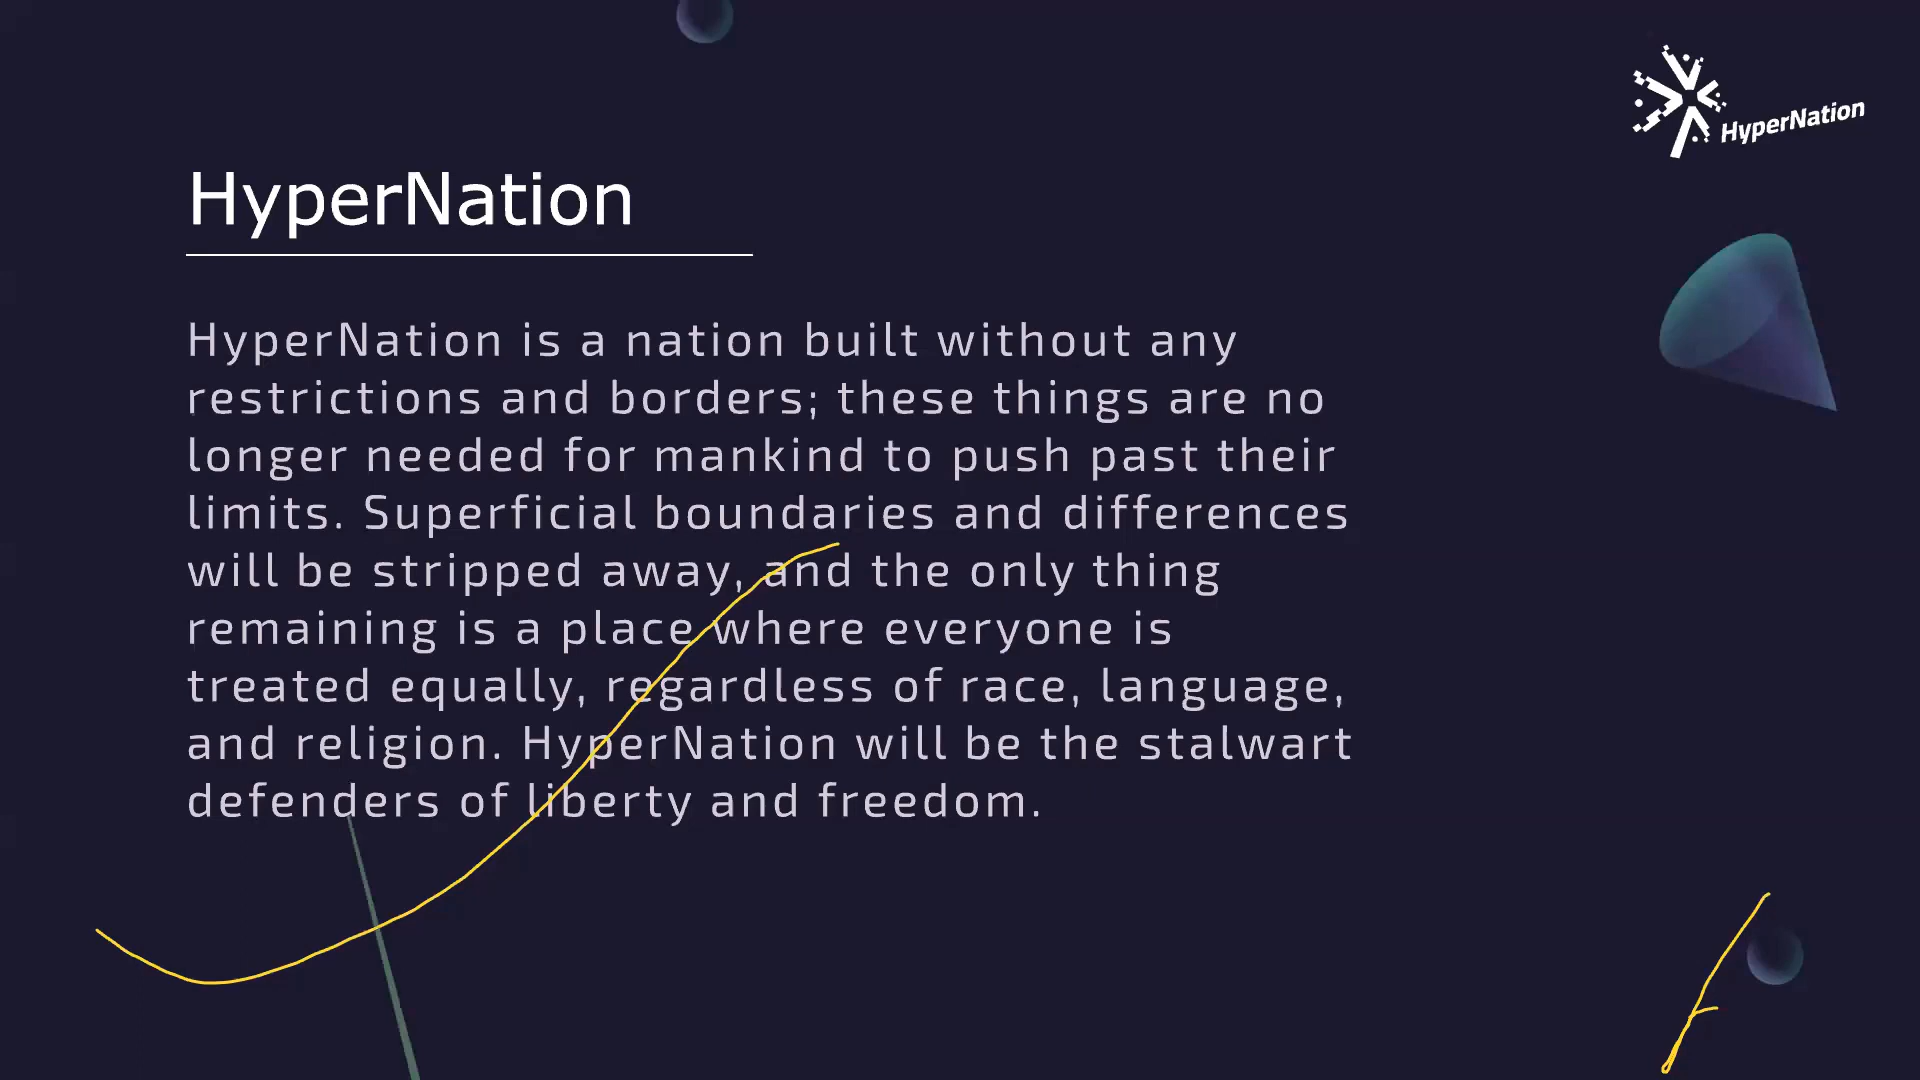 HyperNation
HyperNation
HyperNation is a nation built without any
restrictions and borders; these things are no
longer needed for mankind to push past their
limits. Superficial boundaries and differences
will be stripped away, and the only thing
remaining is a place where everyone is
treated equally, regardless of race, language,
and religion. HyperNation will be the stalwart
defenders of liberty and freedom.